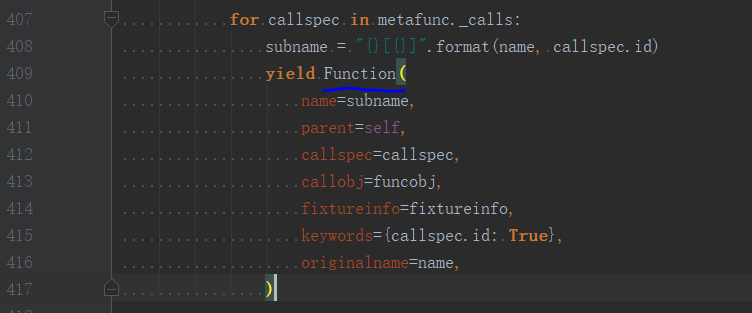 407 for callspec in metafunc._calls:
408 subname = "{}[{}]".format(name, callspec.id)
409 yield Function(
410 name=subname,
411 parent=self,
412 callspec=callspec,
413 callobj=funcobj,
414 fixtureinfo=fixtureinfo,
415 keywords={callspec.id: True},
416 originalname=name,
417 )